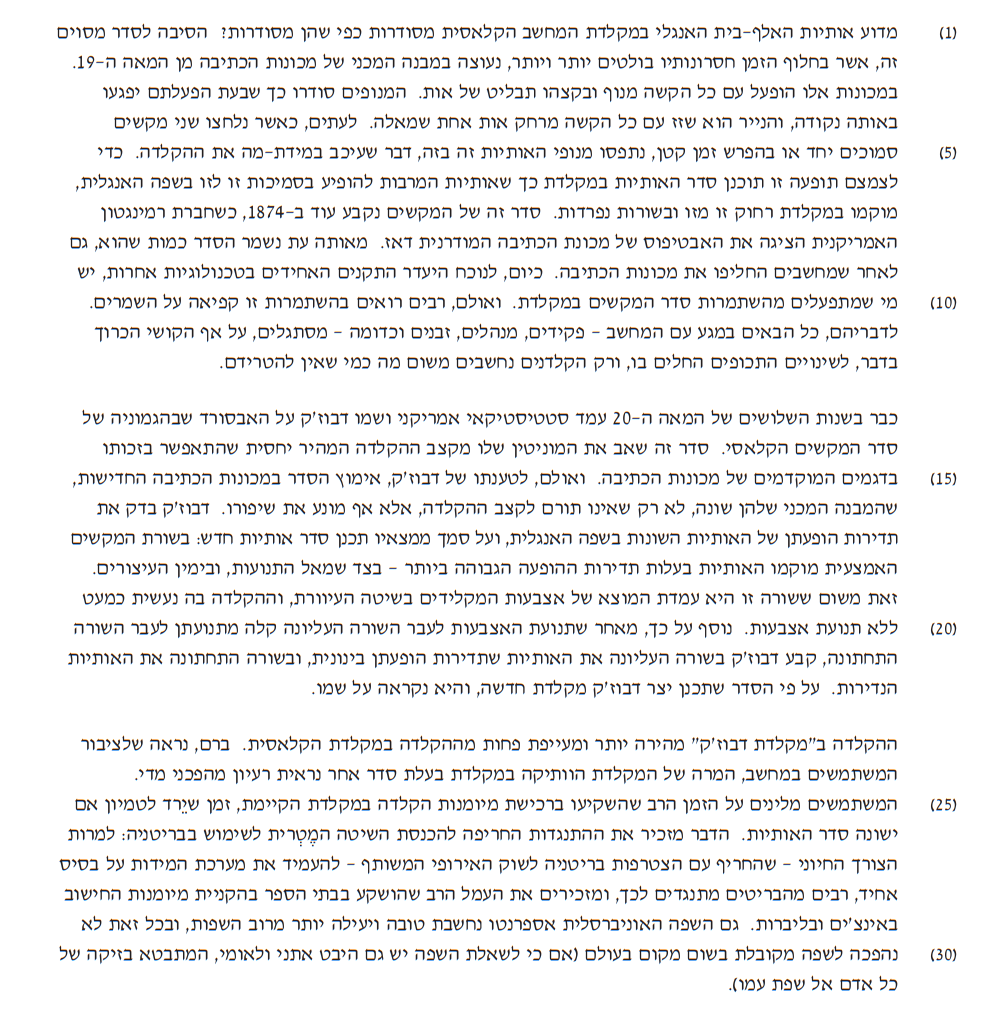 (1) מדוע אותיות האלף-בית האנגלי במקלדת המחשב הקלאסית מסודרות כפי שהן מסודרות? הסיבה לסדר מסוים
זה, אשר בחלוף הזמן חסרונותיו בולטים יותר ויותר, נעוצה במבנה המכני של מכונות הכתיבה מן המאה ה-19.
במכונות אלו הופעל עם כל הקשה מנוף ובקצהו תבליט של אות. המנופים סודרו כך שבעת הפעלתם יפגעו
באותה נקודה, והנייר הוא שזז עם כל הקשה מרחק אות אחת שמאלה. לעתים, כאשר נלחצו שני מקשים
(5) סמוכים יחד או בהפרש זמן קטן, נתפסו מנופי האותיות זה בזה, דבר שעיכב במידת-מה את ההקלדה. כדי
לצמצם תופעה זו תוכנן סדר האותיות במקלדת כך שאותיות המרבות להופיע בסמיכות זו לזו בשפה האנגלית,
מוקמו במקלדת רחוק זו מזו ובשורות נפרדות. סדר זה של המקשים נקבע עוד ב-1874, כשחברת רמינגטון
האמריקנית הציגה את האבטיפוס של מכונת הכתיבה המודרנית דאז. מאותה עת נשמר הסדר כמות שהוא, גם
לאחר שמחשבים החליפו את מכונות הכתיבה. כיום, לנוכח היעדר התקנים האחידים בטכנולוגיות אחרות, יש
(10) מי שמתפעלים מהשתמרות סדר המקשים במקלדת. ואולם, רבים רואים בהשתמרות זו קפיאה על השמרים.
לדבריהם, כל הבאים במגע עם המחשב - פקידים, מנהלים, זבנים וכדומה - מסתגלים, על אף הקושי הכרוך
בדבר, לשינויים התכופים החלים בו, ורק הקלדנים נחשבים משום מה כמי שאין להטרידם.
כבר בשנות השלושים של המאה ה-20 עמד סטטיסטיקאי אמריקני ושמו דבוז'ק על האבסורד שבהגמוניה של
סדר המקשים הקלאסי. סדר זה שאב את המוניטין שלו מקצב ההקלדה המהיר יחסית שהתאפשר בזכותו
(15) בדגמים המוקדמים של מכונות הכתיבה. ואולם, לטענתו של דבוז'ק, אימוץ הסדר במכונות הכתיבה החדישות,
שהמבנה המכני שלהן שונה, לא רק שאינו תורם לקצב ההקלדה, אלא אף מונע את שיפורו. דבוז'ק בדק את
תדירות הופעתן של האותיות השונות בשפה האנגלית, ועל סמך ממצאיו תכנן סדר אותיות חדש: בשורת המקשים
האמצעית מוקמו האותיות בעלות תדירות ההופעה הגבוהה ביותר - בצד שמאל התנועות, ובימין העיצורים.
זאת משום ששורה זו היא עמדת המוצא של אצבעות המקלידים בשיטה העיוורת, וההקלדה בה נעשית כמעט
(20) ללא תנועת אצבעות. נוסף על כך, מאחר שתנועת האצבעות לעבר השורה העליונה קלה מתנועתן לעבר השורה
התחתונה, קבע דבוז'ק בשורה העליונה את האותיות שתדירות הופעתן בינונית, ובשורה התחתונה את האותיות
הנדירות. על פי הסדר שתכנן יצר דבוז'ק מקלדת חדשה, והיא נקראה על שמו.
ההקלדה ב"מקלדת דבוז'ק" מהירה יותר ומעייפת פחות מההקלדה במקלדת הקלאסית. ברם, נראה שלציבור
המשתמשים במחשב, המרה של המקלדת הוותיקה במקלדת בעלת סדר אחר נראית רעיון מהפכני מדי.
(25) המשתמשים מלינים על הזמן הרב שהשקיעו ברכישת מיומנות הקלדה במקלדת הקיימת, זמן שיֵרד לטמיון אם
ישונה סדר האותיות. הדבר מזכיר את ההתנגדות החריפה להכנסת השיטה המֶטְרית לשימוש בבריטניה: למרות
הצורך החיוני - שהחריף עם הצטרפות בריטניה לשוק האירופי המשותף - להעמיד את מערכת המידות על בסיס
אחיד, רבים מהבריטים מתנגדים לכך, ומזכירים את העמל הרב שהושקע בבתי הספר בהקניית מיומנות החישוב
באינצ'ים ובליברות. גם השפה האוניברסלית אספרנטו נחשבת טובה ויעילה יותר מרוב השפות, ובכל זאת לא
(30) נהפכה לשפה מקובלת בשום מקום בעולם (אם כי לשאלת השפה יש גם היבט אתני ולאומי, המתבטא בזיקה של
כל אדם אל שפת עמו).